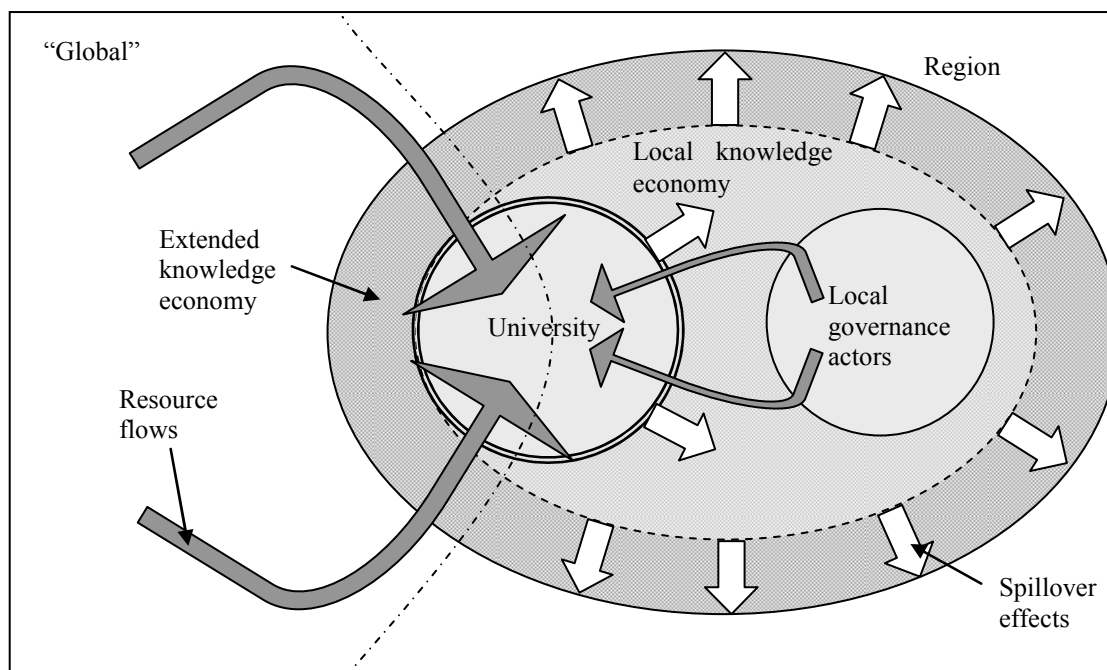 “Global”
Region
Local knowledge
economy
Extended
knowledge
economy
University
Local
governance
actors
Resource
flows
Spillover
effects